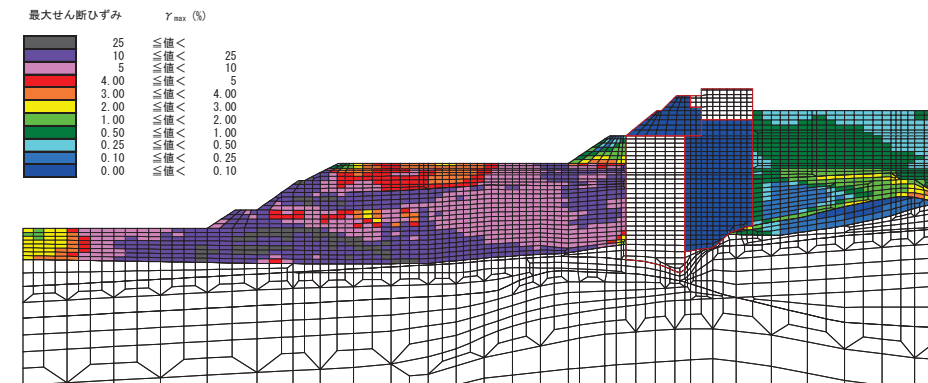 最大せん断ひずみ γmax (%)
25 ≦値<
10 ≦値< 25
5 ≦値< 10
4.00 ≦値< 5
3.00 ≦値< 4.00
2.00 ≦値< 3.00
1.00 ≦値< 2.00
0.50 ≦値< 1.00
0.25 ≦値< 0.50
0.10 ≦値< 0.25
0.00 ≦値< 0.10